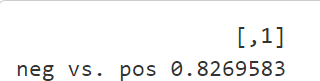 [,1]
neg vs. pos 0.8269583